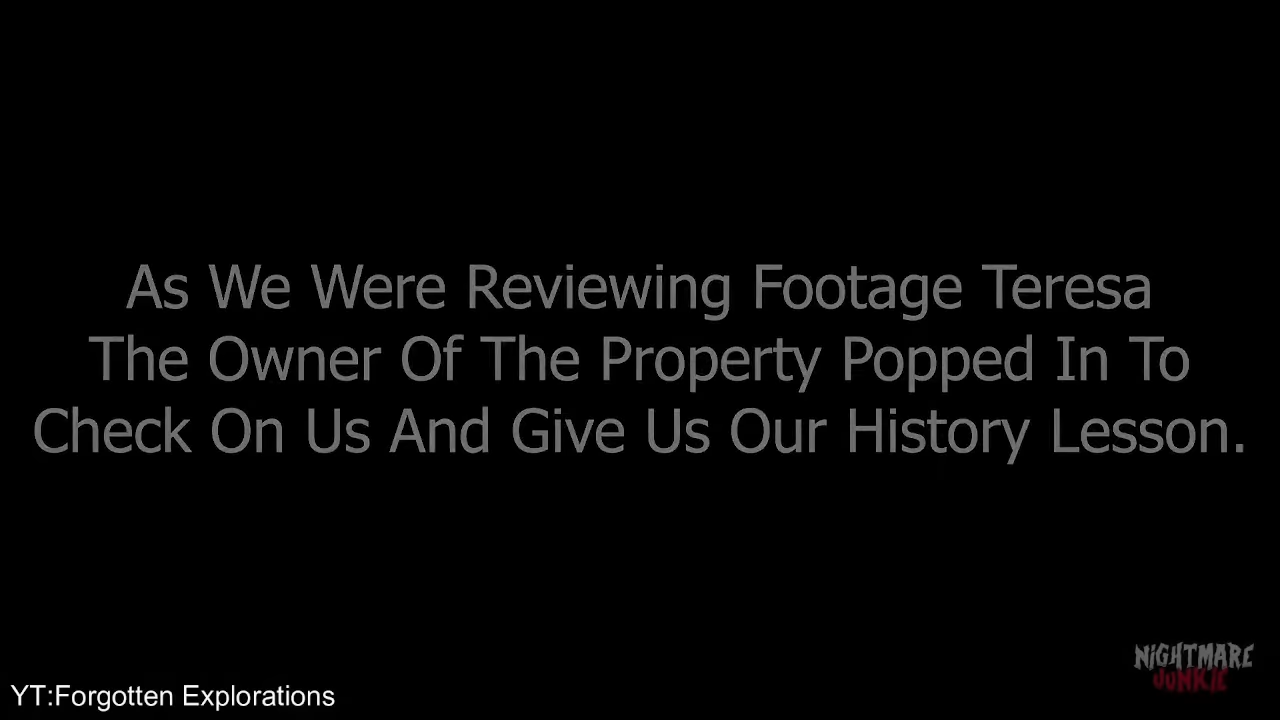 As We Were Reviewing Footage Teresa
The Owner Of The Property Popped In To
Check On Us And Give Us Our History Lesson.
NiGHTMARE
JUNKIE
YT:Forgotten Explorations